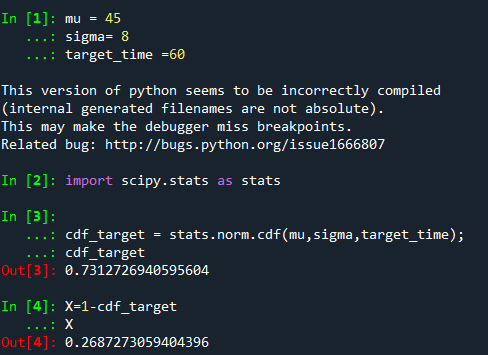 In [1]: mu = 45
   ...: sigma= 8
   ...: target_time =60
This version of python seems to be incorrectly compiled
(internal generated filenames are not absolute).
This may make the debugger miss breakpoints.
Related bug: http://bugs.python.org/issue1666807
In [2]: import scipy.stats as stats
In [3]:
   ...: cdf_target = stats.norm.cdf(mu,sigma,target_time);
   ...: cdf_target
Out[3]: 0.7312726940595604
In [4]: X=1-cdf_target
   ...: X
Out[4]: 0.2687273059404396